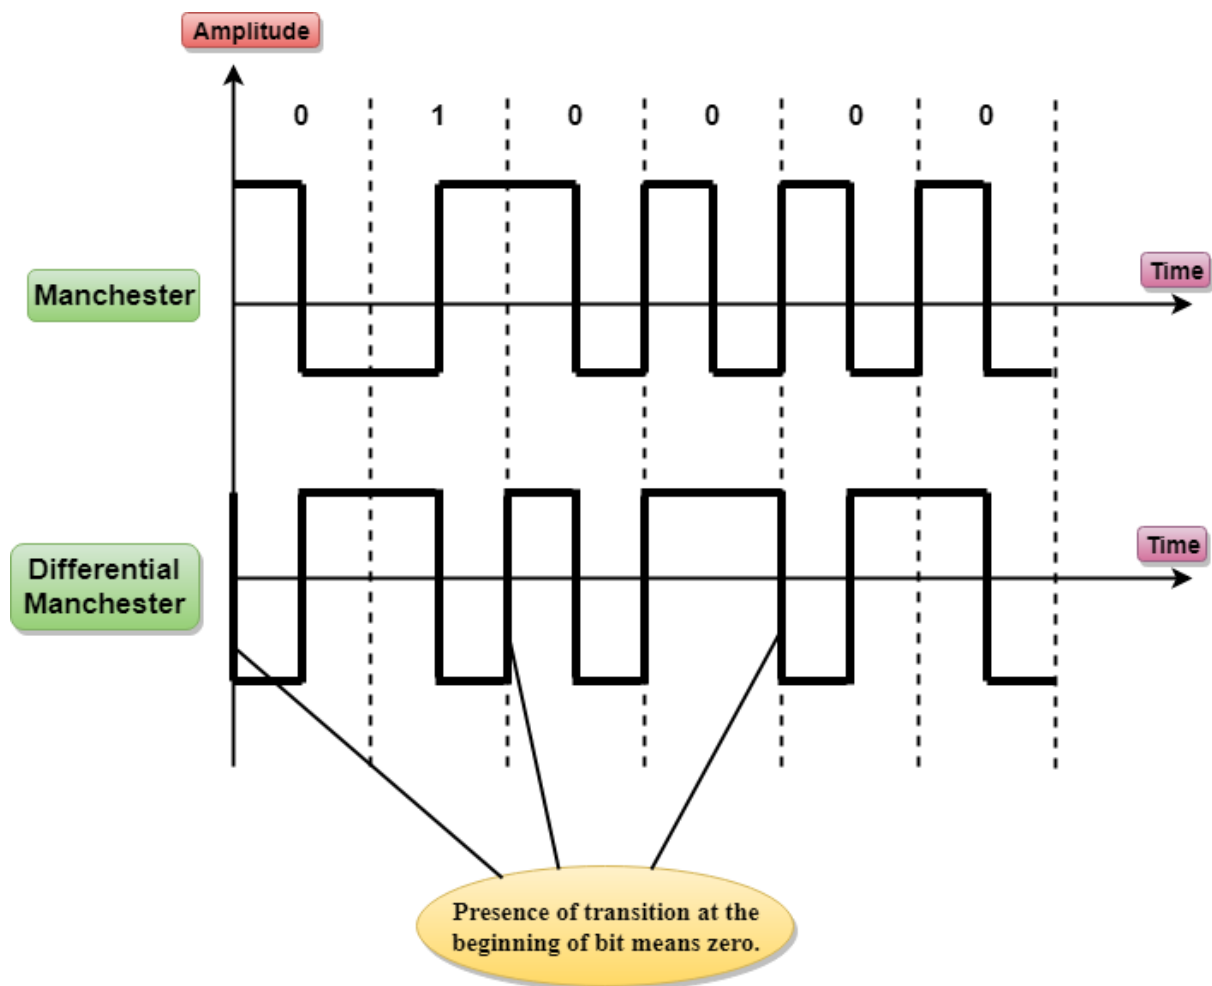 Amplitude
0 1 0 0 0 0
Time
Manchester
Time
Differential
Manchester
Presence of transition at the
beginning of bit means zero.